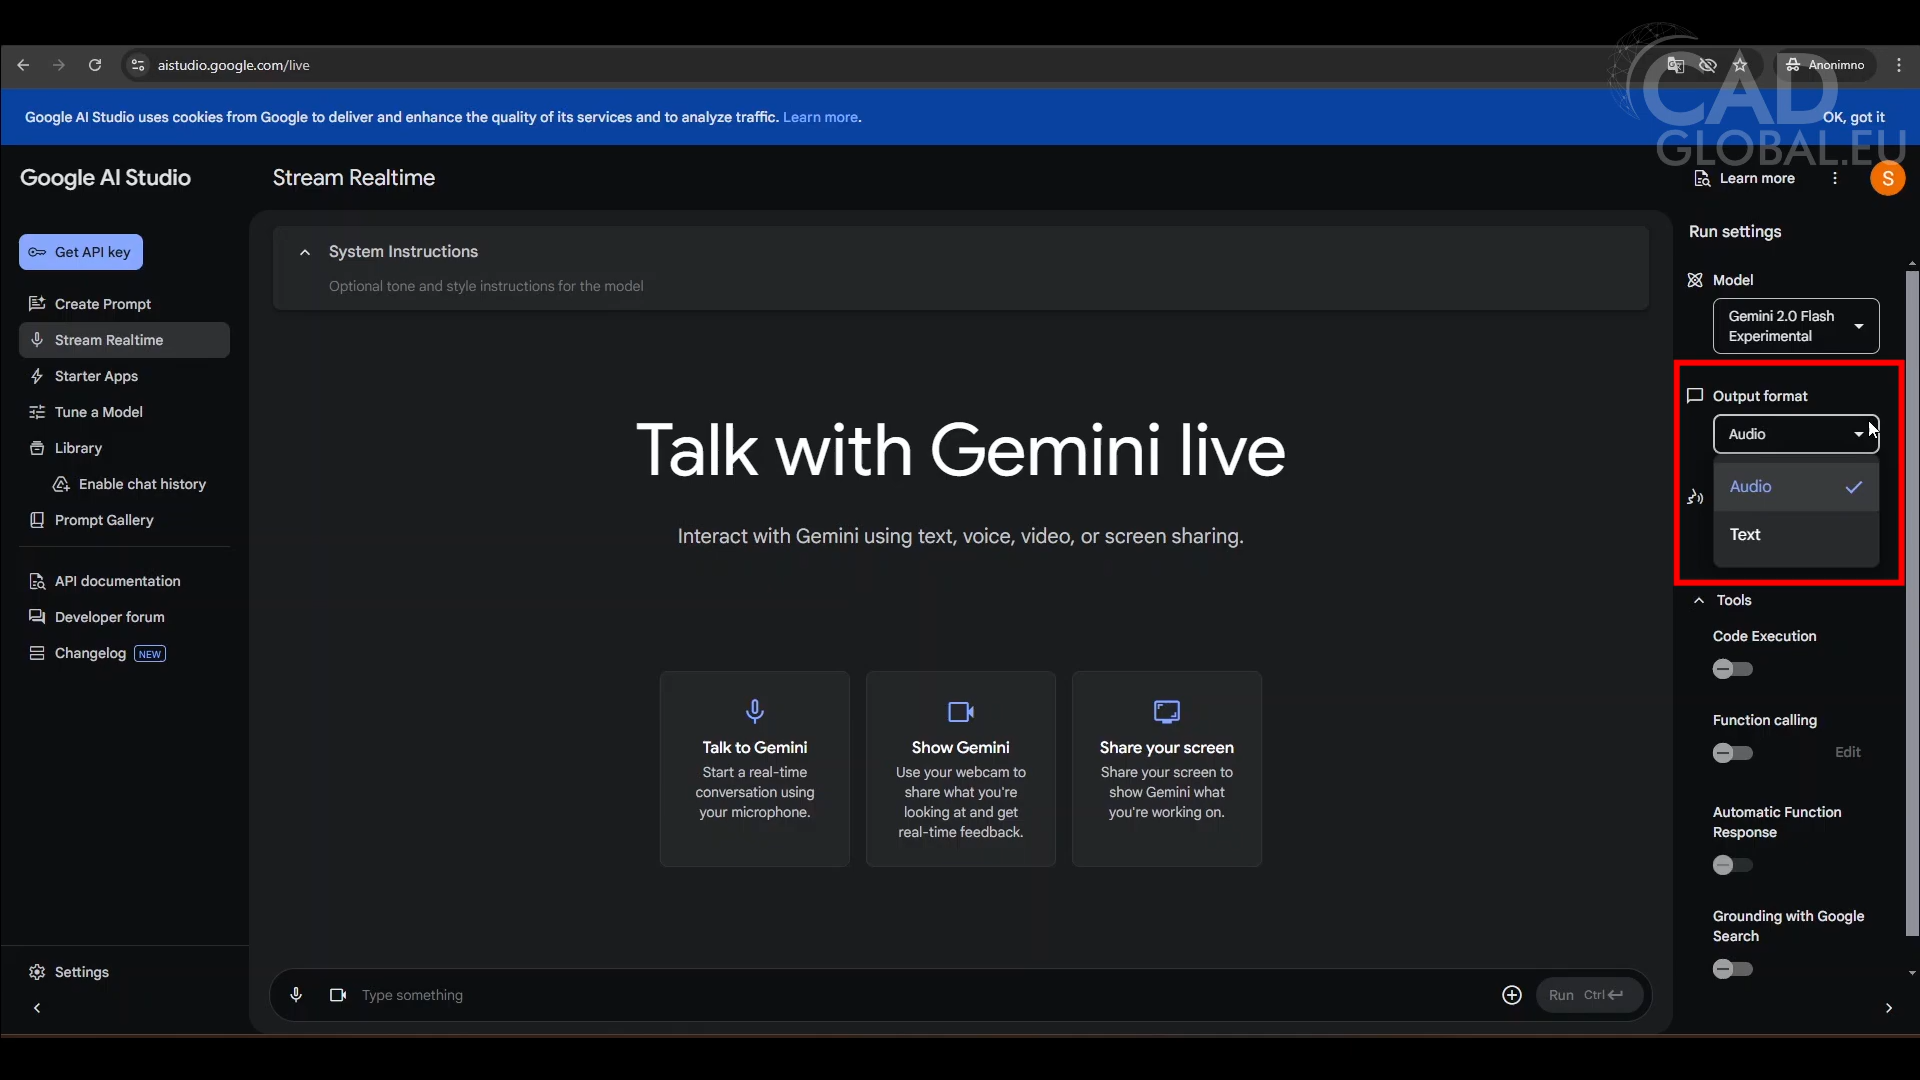 aistudio.google.com/live
Anonimno
CAD
GLOBAL.EU
Google AI Studio uses cookies from Google to deliver and enhance the quality of its services and to analyze traffic. Learn more.
OK, got it
Google AI Studio
Stream Realtime
Learn more
S
Get API key
Create Prompt
Stream Realtime
Starter Apps
Tune a Model
Library
Enable chat history
Prompt Gallery
API documentation
Developer forum
Changelog NEW
Settings
System Instructions
Optional tone and style instructions for the model
Talk with Gemini live
Interact with Gemini using text, voice, video, or screen sharing.
Talk to Gemini
Start a real-time
conversation using
your microphone.
Show Gemini
Use your webcam to
share what you're
looking at and get
real-time feedback.
Share your screen
Share your screen to
show Gemini what
you're working on.
Type something
Run Ctrl
Run settings
Model
Gemini 2.0 Flash
Experimental
Output format
Audio
Audio
Text
Tools
Code Execution
Function calling
Edit
Automatic Function
Response
Grounding with Google
Search